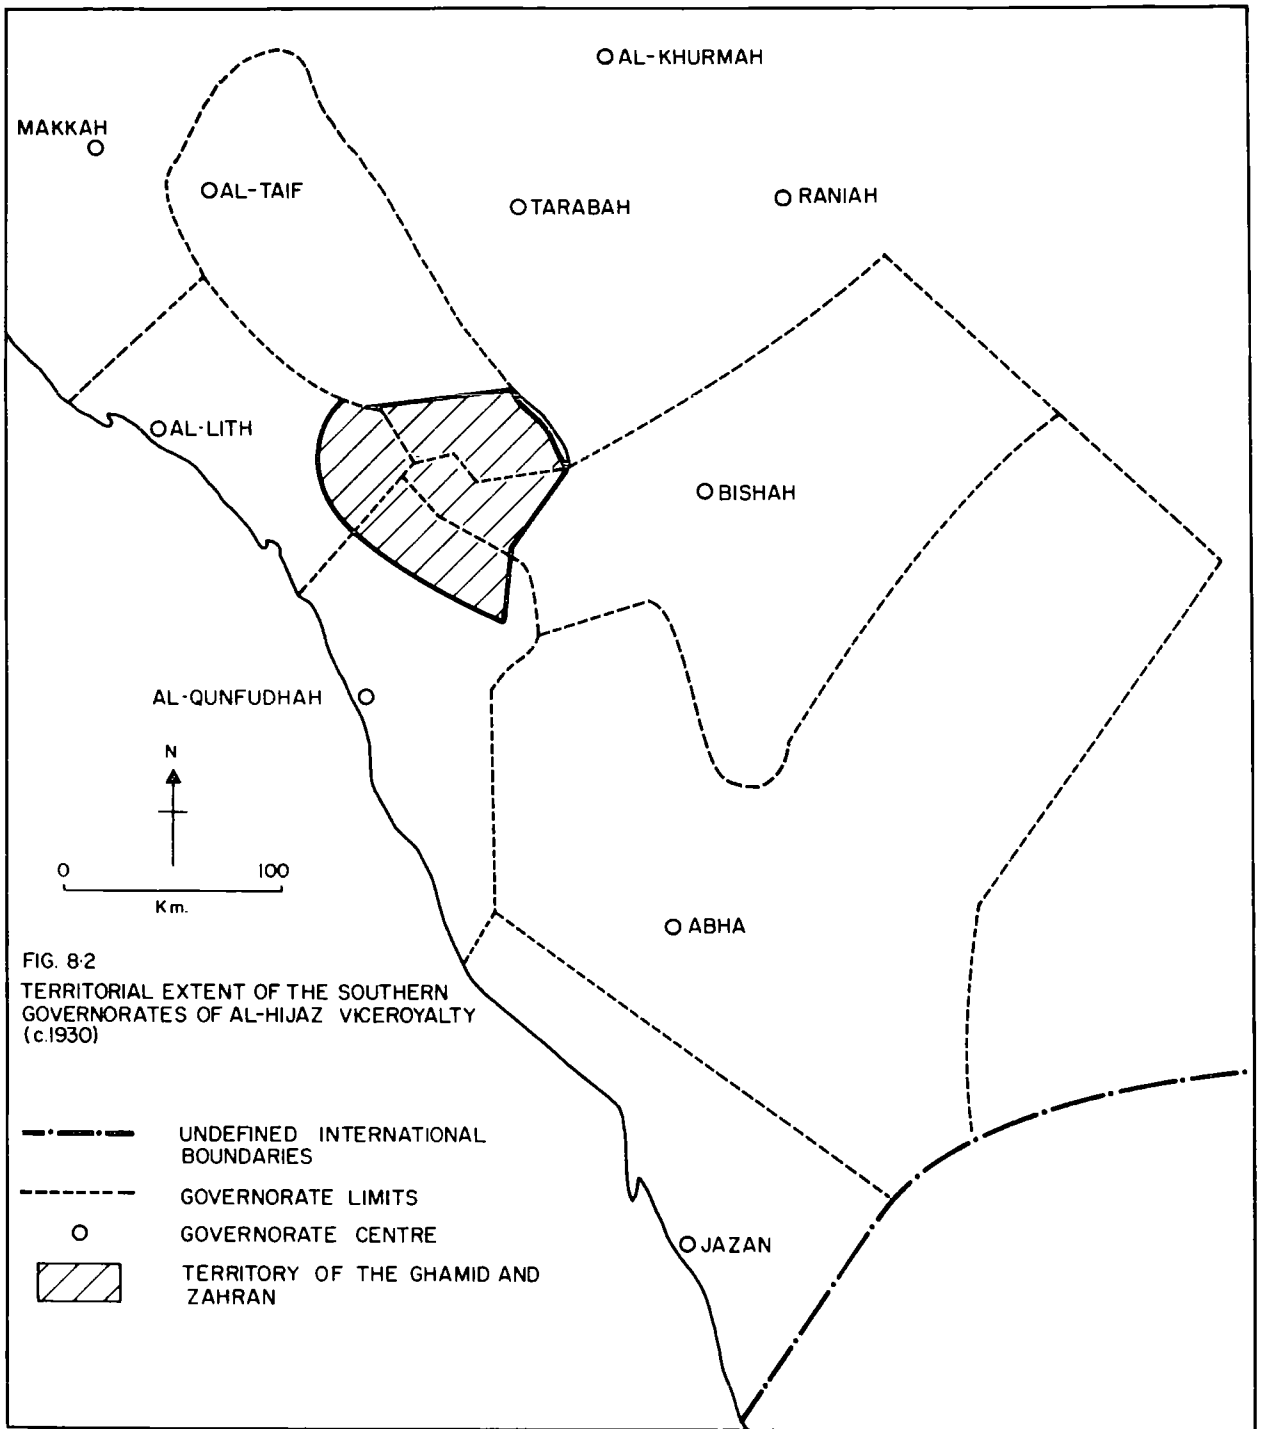 AL-KHURMAH
MAKKAH
AL-TAIF
TARABAH
RANIAH
AL-LITH
BISHAH
AL-QUNFUDHAH
N
0 100
Km.
ABHA
FIG. 8·2
TERRITORIAL EXTENT OF THE SOUTHERN
GOVERNORATES OF AL-HIJAZ VICEROYALTY
(c.1930)
UNDEFINED INTERNATIONAL
BOUNDARIES
GOVERNORATE LIMITS
GOVERNORATE CENTRE
JAZAN
TERRITORY OF THE GHAMID AND
ZAHRAN